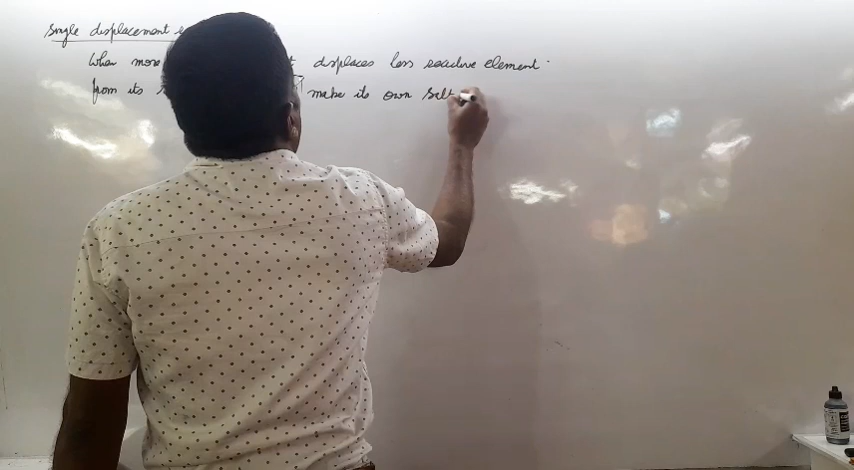 Single displacement
When more displaces less reactive element.
from its make its own salt